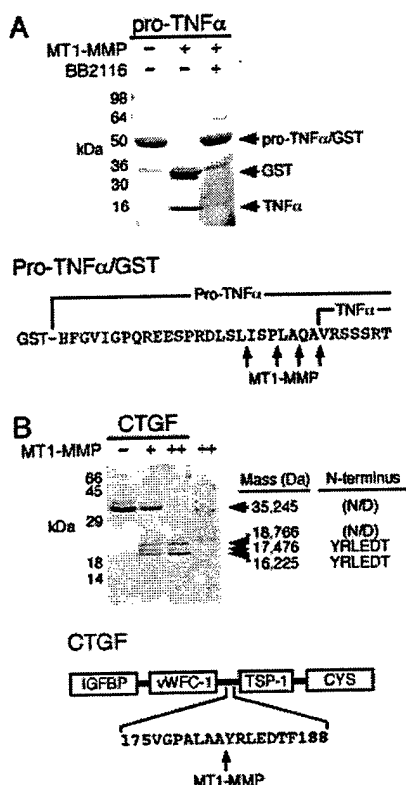 A
pro-TNFα
MT1-MMP - + +
BB2116 - - +
98
64
50
kDa
36
30
16
pro-TNFα/GST
GST
TNFα
Pro-TNFα/GST
Pro-TNFα
TNFα
GST-HFGVIGPQREESPRDLSLISPLAQAVRSSSRT
MT1-MMP
B
CTGF
MT1-MMP - + ++ ++
66
45
kDa
29
18
14
Mass (Da) N-terminus
35,245 (N/D)
18,766 (N/D)
17,476 YRLEDT
16,225 YRLEDT
CTGF
IGFBP vWFC-1 TSP-1 CYS
175VGPALAAYRLEDTF188
MT1-MMP